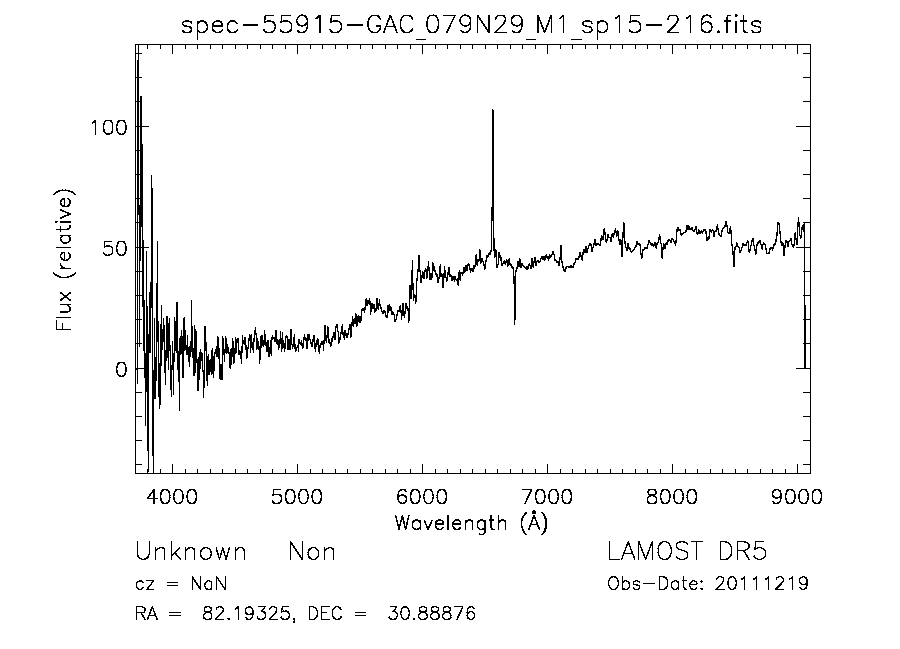 spec-55915-GAC_079N29_M1_sp15-216.fits
100
50
0
Flux (relative)
4000 5000 6000 7000 8000 9000
Wavelength (Å)
Unknown Non LAMOST DR5
cz = NaN Obs-Date: 20111219
RA = 82.19325, DEC = 30.88876